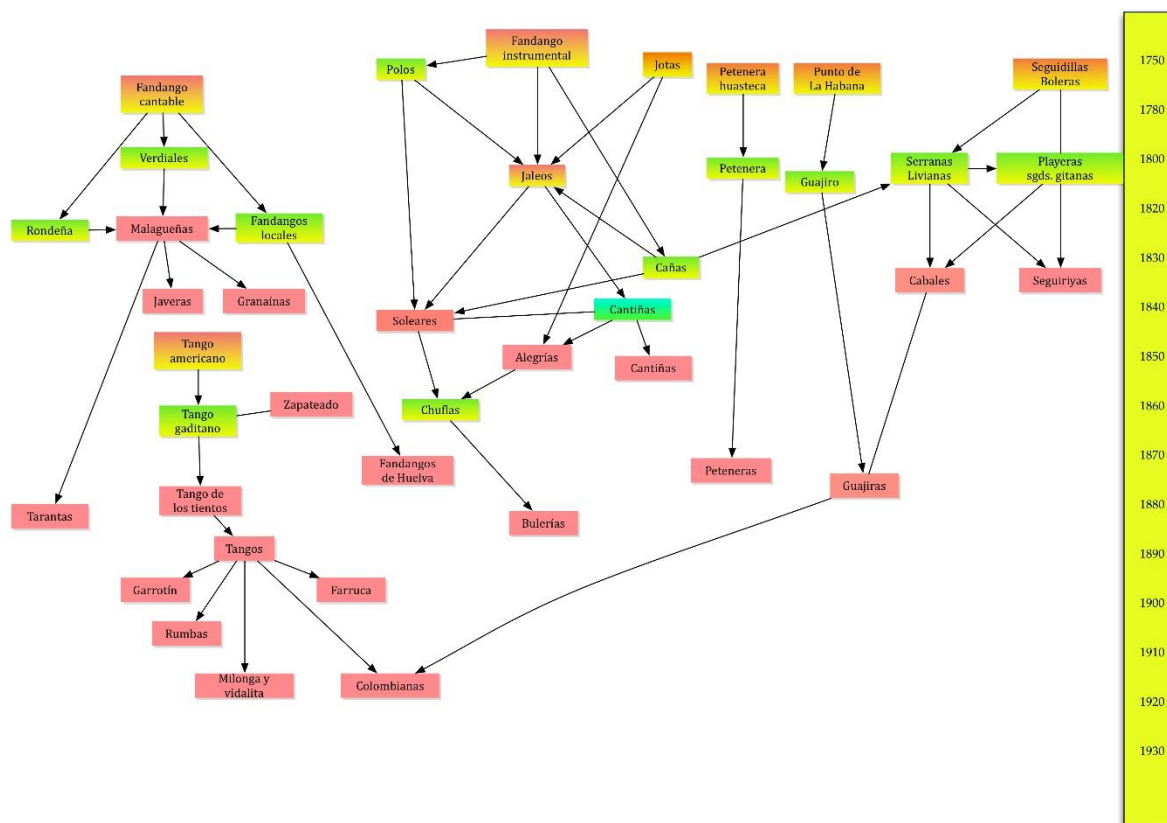 Fandango
instrumental
Polos
Jotas
Petenera
huasteca
Punto de
La Habana
Seguidillas
Boleras
1750
Fandango
cantable
1780
Verdiales
Jaleos
Petenera
Guajiro
Serranas
Livianas
Playeras
sgds. gitanas
1800
Rondeña
Malagueñas
Fandangos
locales
1820
Cañas
1830
Javeras
Granaínas
Cabales
Seguiriyas
Soleares
Cantiñas
1840
Tango
americano
Alegrías
Cantiñas
1850
Tango
gaditano
Zapateado
Chuflas
1860
Fandangos
de Huelva
Peteneras
1870
Tarantas
Tango de
los tientos
Bulerías
Guajiras
1880
Tangos
1890
Garrotín
Farruca
1900
Rumbas
Milonga y
vidalita
Colombianas
1910
1920
1930